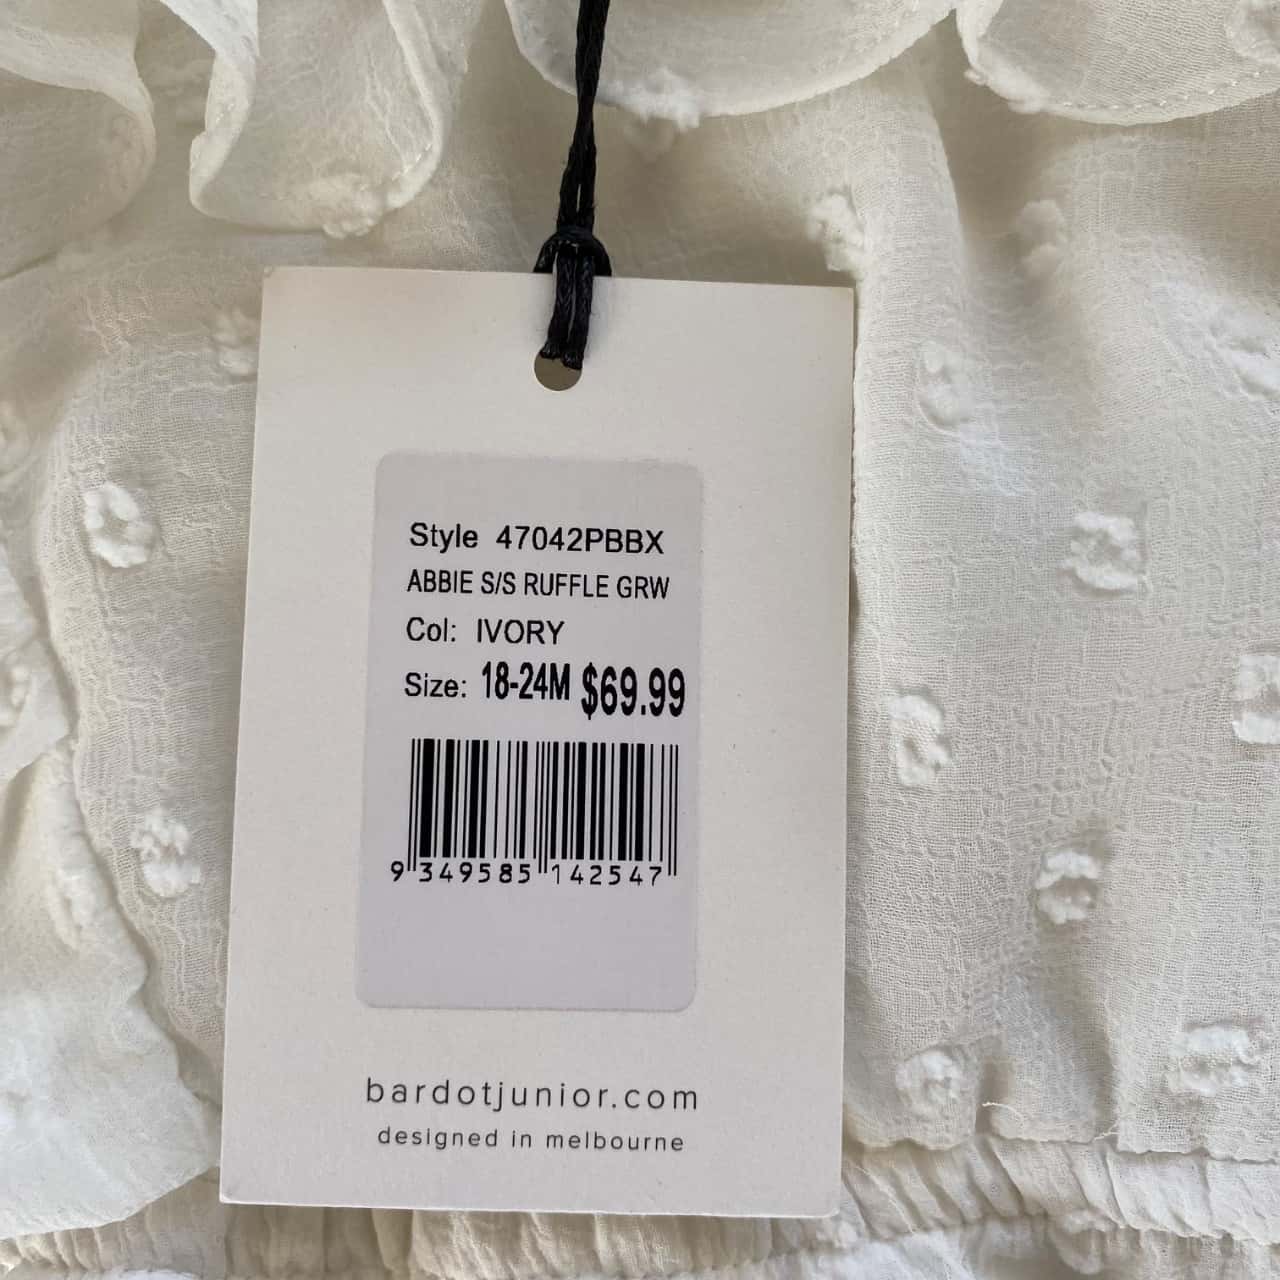 Style 47042PBBX
ABBIE S/S RUFFLE GRW
Col: IVORY
Size: 18-24M $69.99
9 349585 142547
bardotjunior.com
designed in melbourne